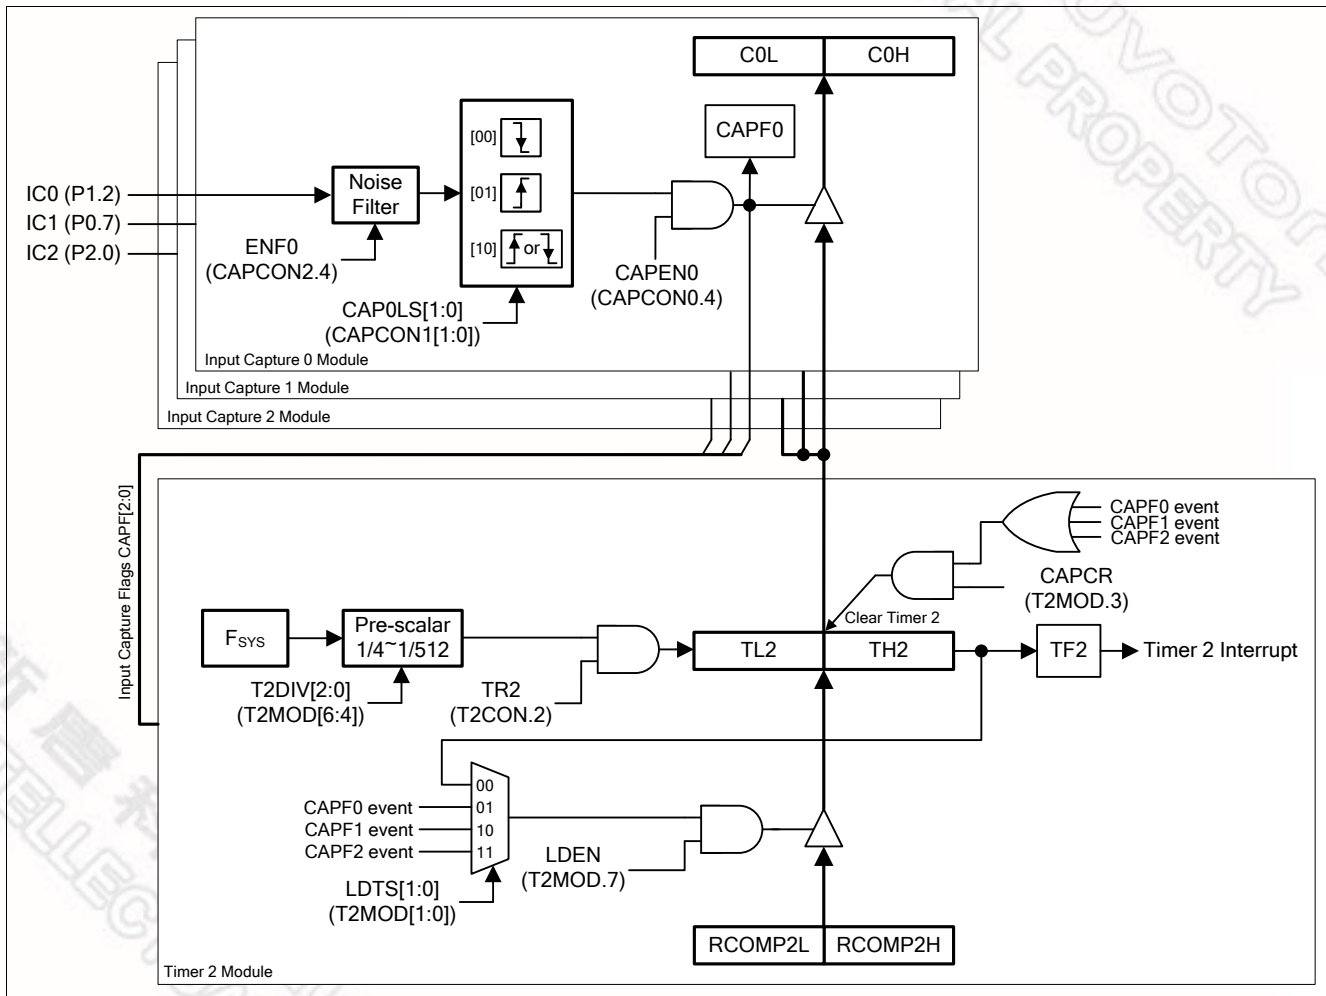 C0L C0H
CAPF0
[00]
IC0 (P1.2)
Noise
Filter
[01]
IC1 (P0.7)
IC2 (P2.0)
ENF0
(CAPCON2.4)
[10] or
CAPEN0
(CAPCON0.4)
CAP0LS[1:0]
(CAPCON1[1:0])
Input Capture 0 Module
Input Capture 1 Module
Input Capture 2 Module
Input Capture Flags CAPF[2:0]
CAPF0 event
CAPF1 event
CAPF2 event
CAPCR
(T2MOD.3)
Clear Timer 2
FSYS
Pre-scalar
1/4~1/512
TL2 TH2
TF2
Timer 2 Interrupt
T2DIV[2:0]
(T2MOD[6:4])
TR2
(T2CON.2)
00
CAPF0 event 01
CAPF1 event 10
CAPF2 event 11
LDEN
(T2MOD.7)
LDTS[1:0]
(T2MOD[1:0])
RCOMP2L RCOMP2H
Timer 2 Module